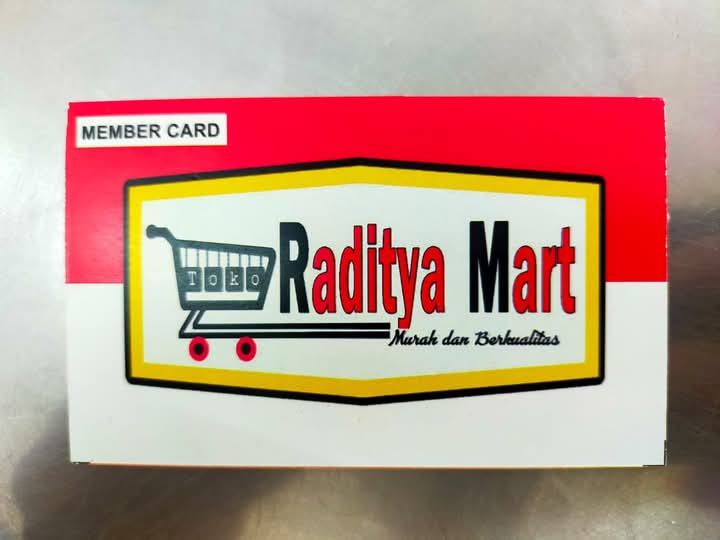 MEMBER CARD
Toko
Raditya Mart
Murah dan Berkualitas